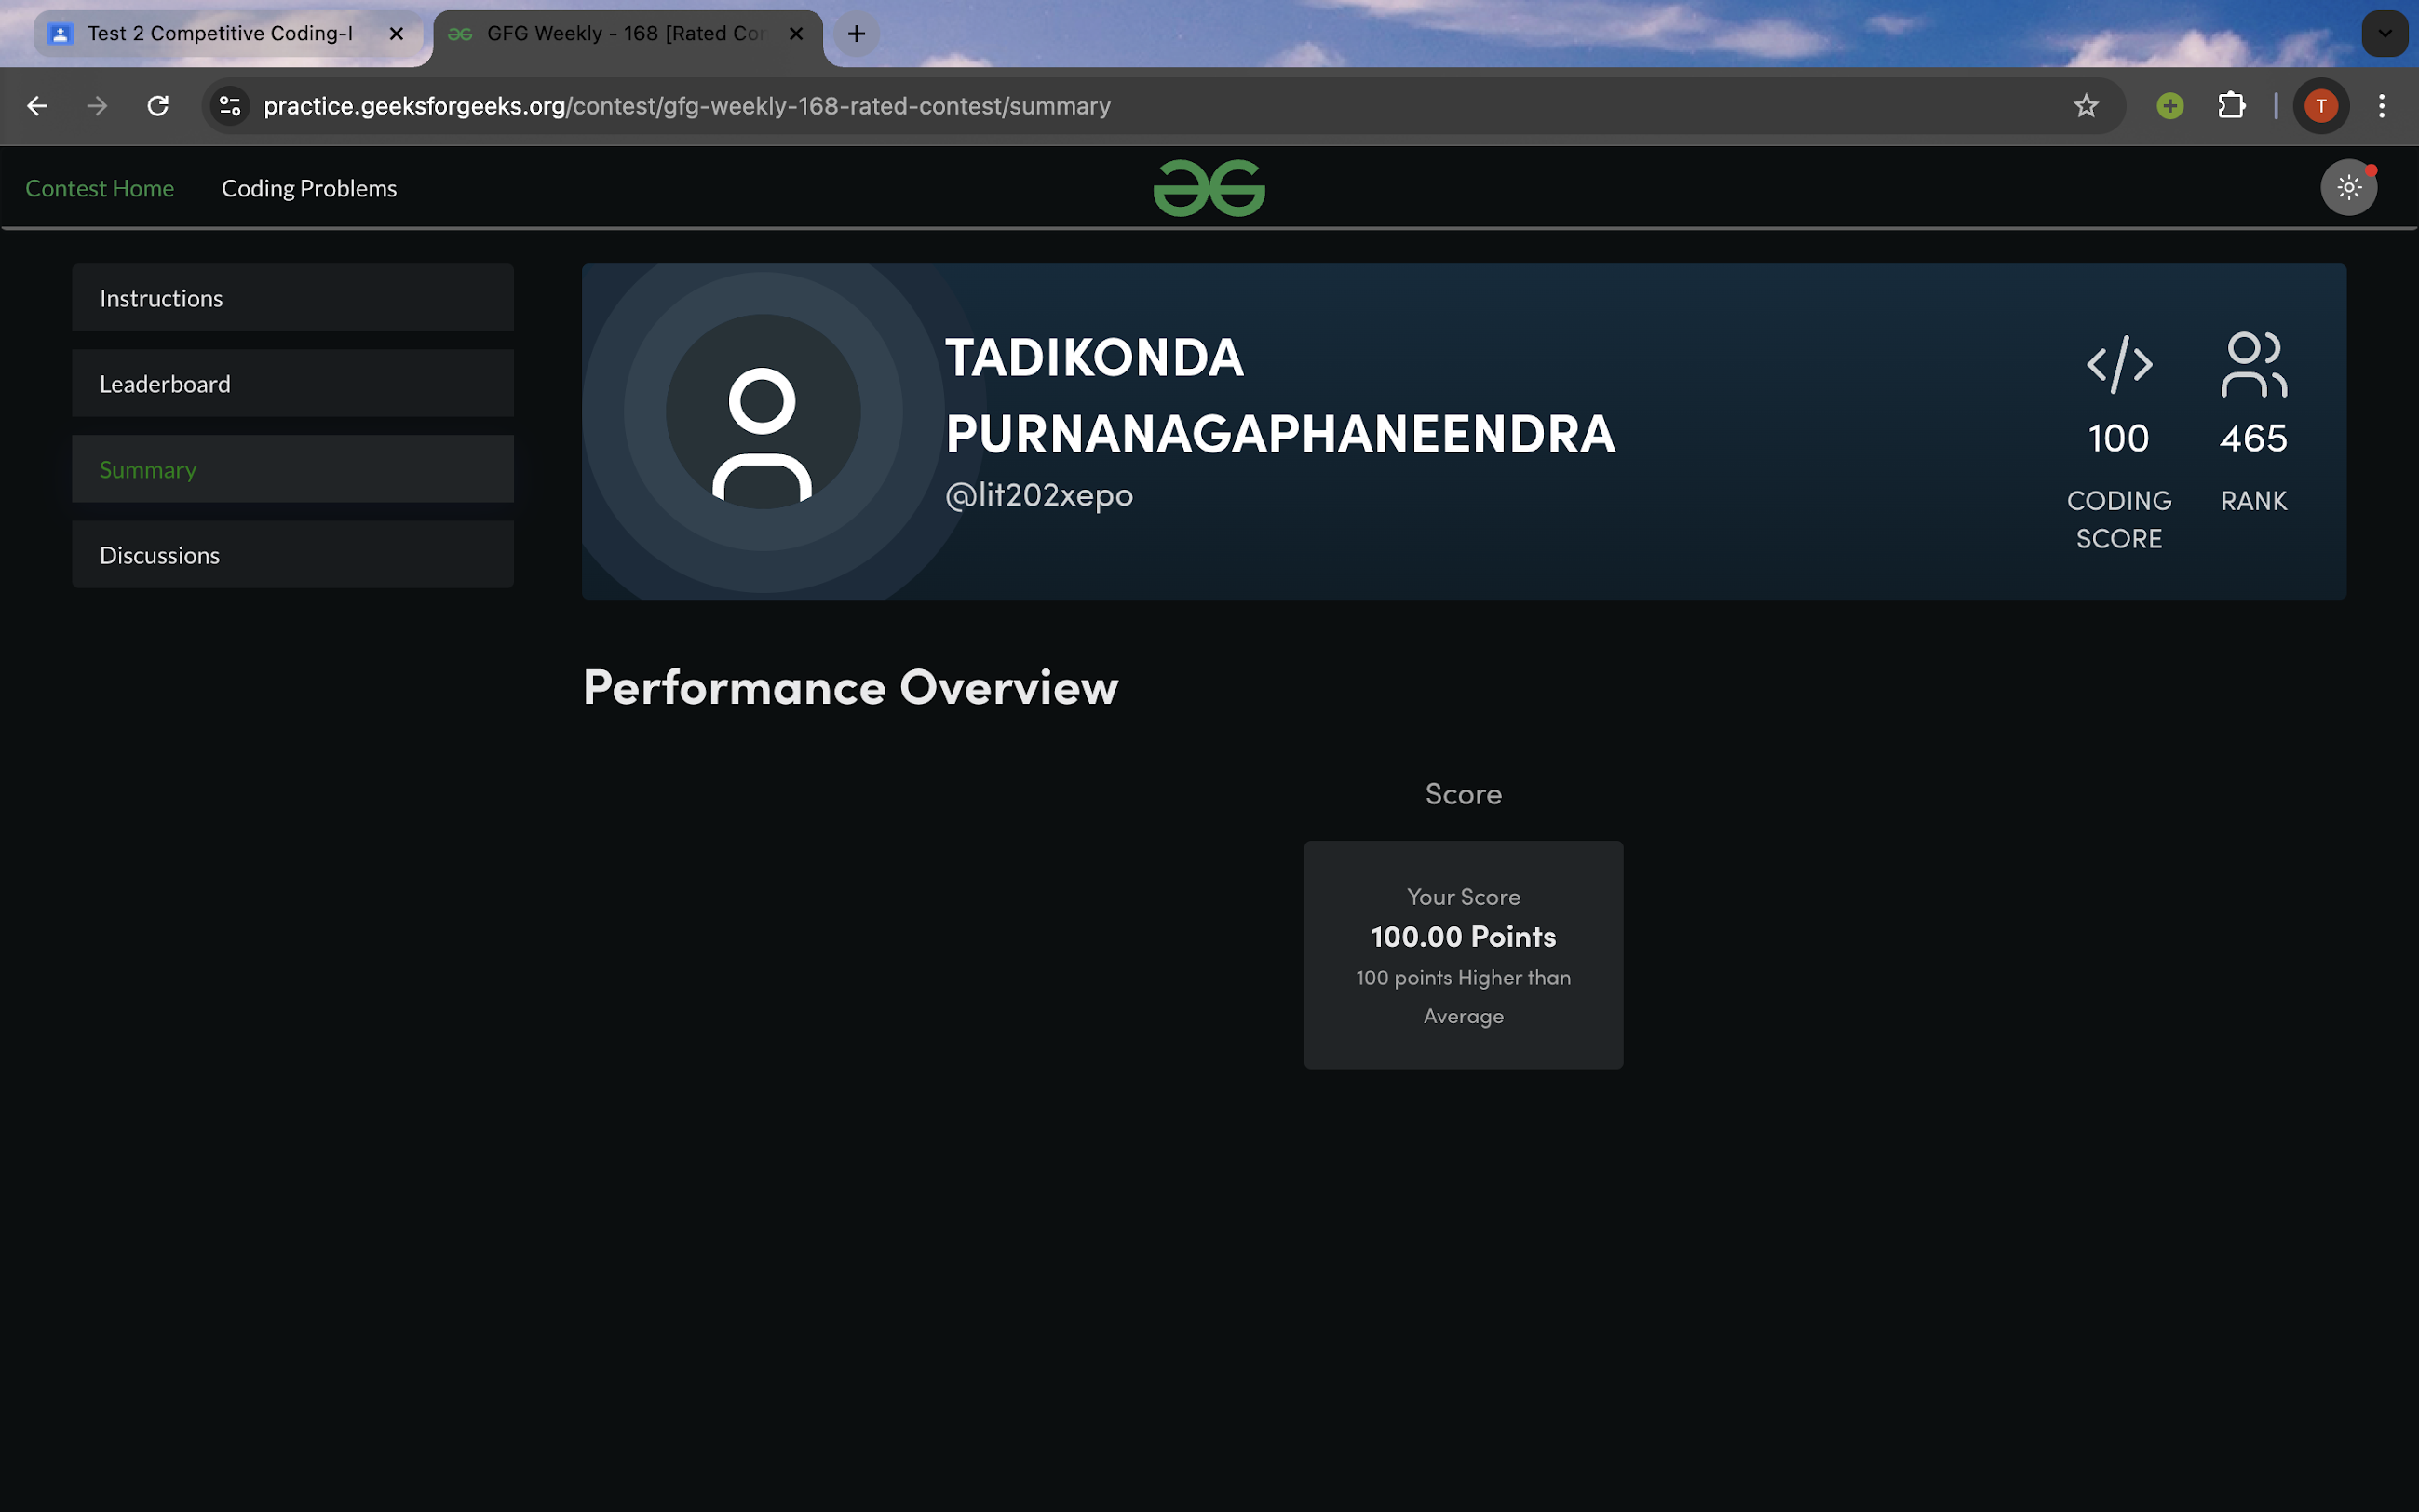 Test 2 Competitive Coding-I
GFG Weekly - 168 [Rated Con
practice.geeksforgeeks.org/contest/gfg-weekly-168-rated-contest/summary
T
Contest Home
Coding Problems
Instructions
Leaderboard
Summary
Discussions
TADIKONDA
PURNANAGAPHANEENDRA
@lit202xepo
100
CODING
SCORE
465
RANK
Performance Overview
Score
Your Score
100.00 Points
100 points Higher than
Average